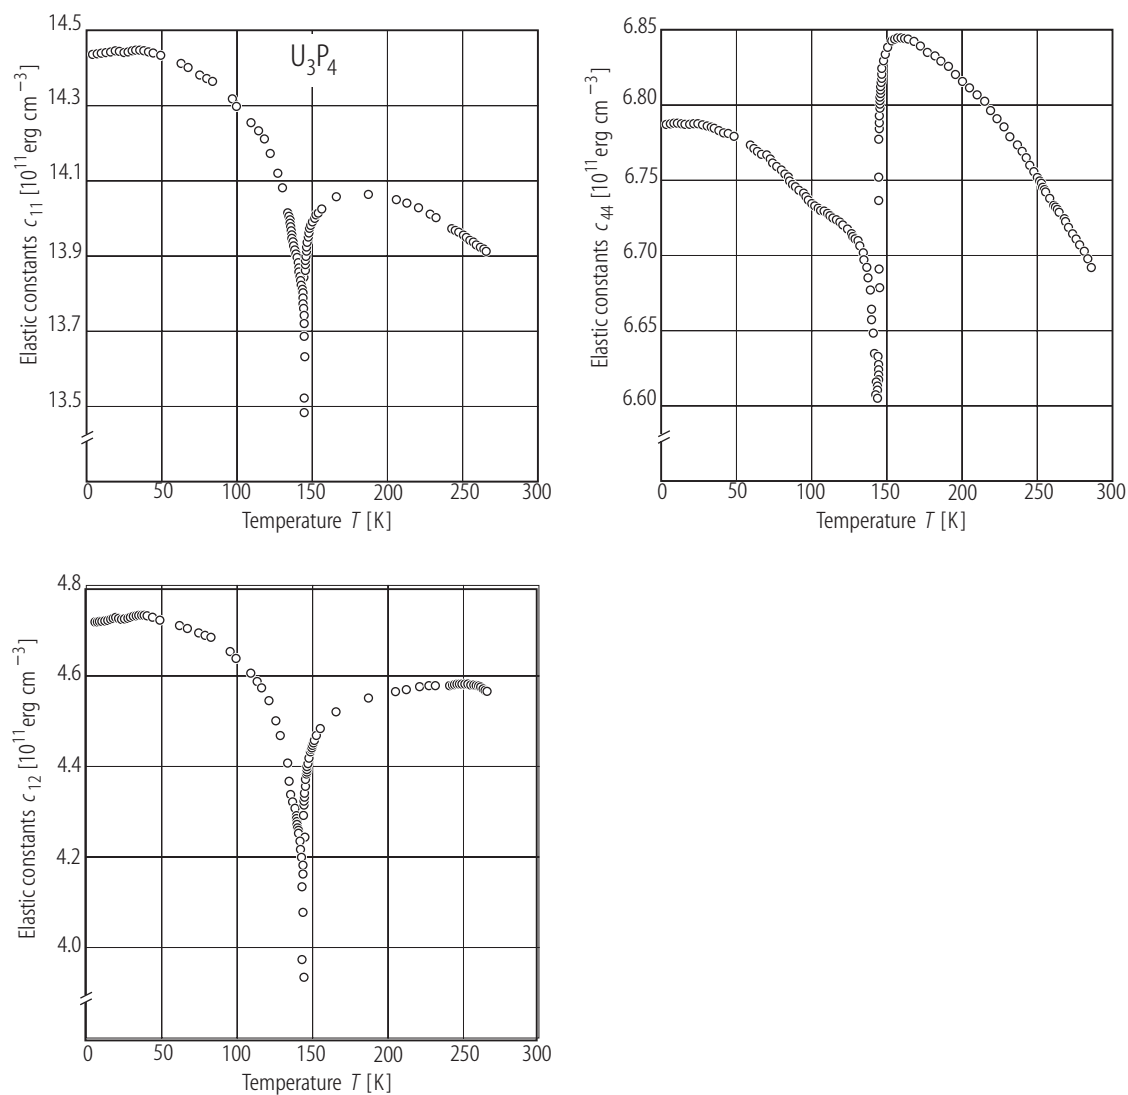 U3P4
Elastic constants c11 [10^11 erg cm^−3]
14.5
14.3
14.1
13.9
13.7
13.5
0 50 100 150 200 250 300
Temperature T [K]
Elastic constants c44 [10^11 erg cm^−3]
6.85
6.80
6.75
6.70
6.65
6.60
0 50 100 150 200 250 300
Temperature T [K]
Elastic constants c12 [10^11 erg cm^−3]
4.8
4.6
4.4
4.2
4.0
0 50 100 150 200 250 300
Temperature T [K]